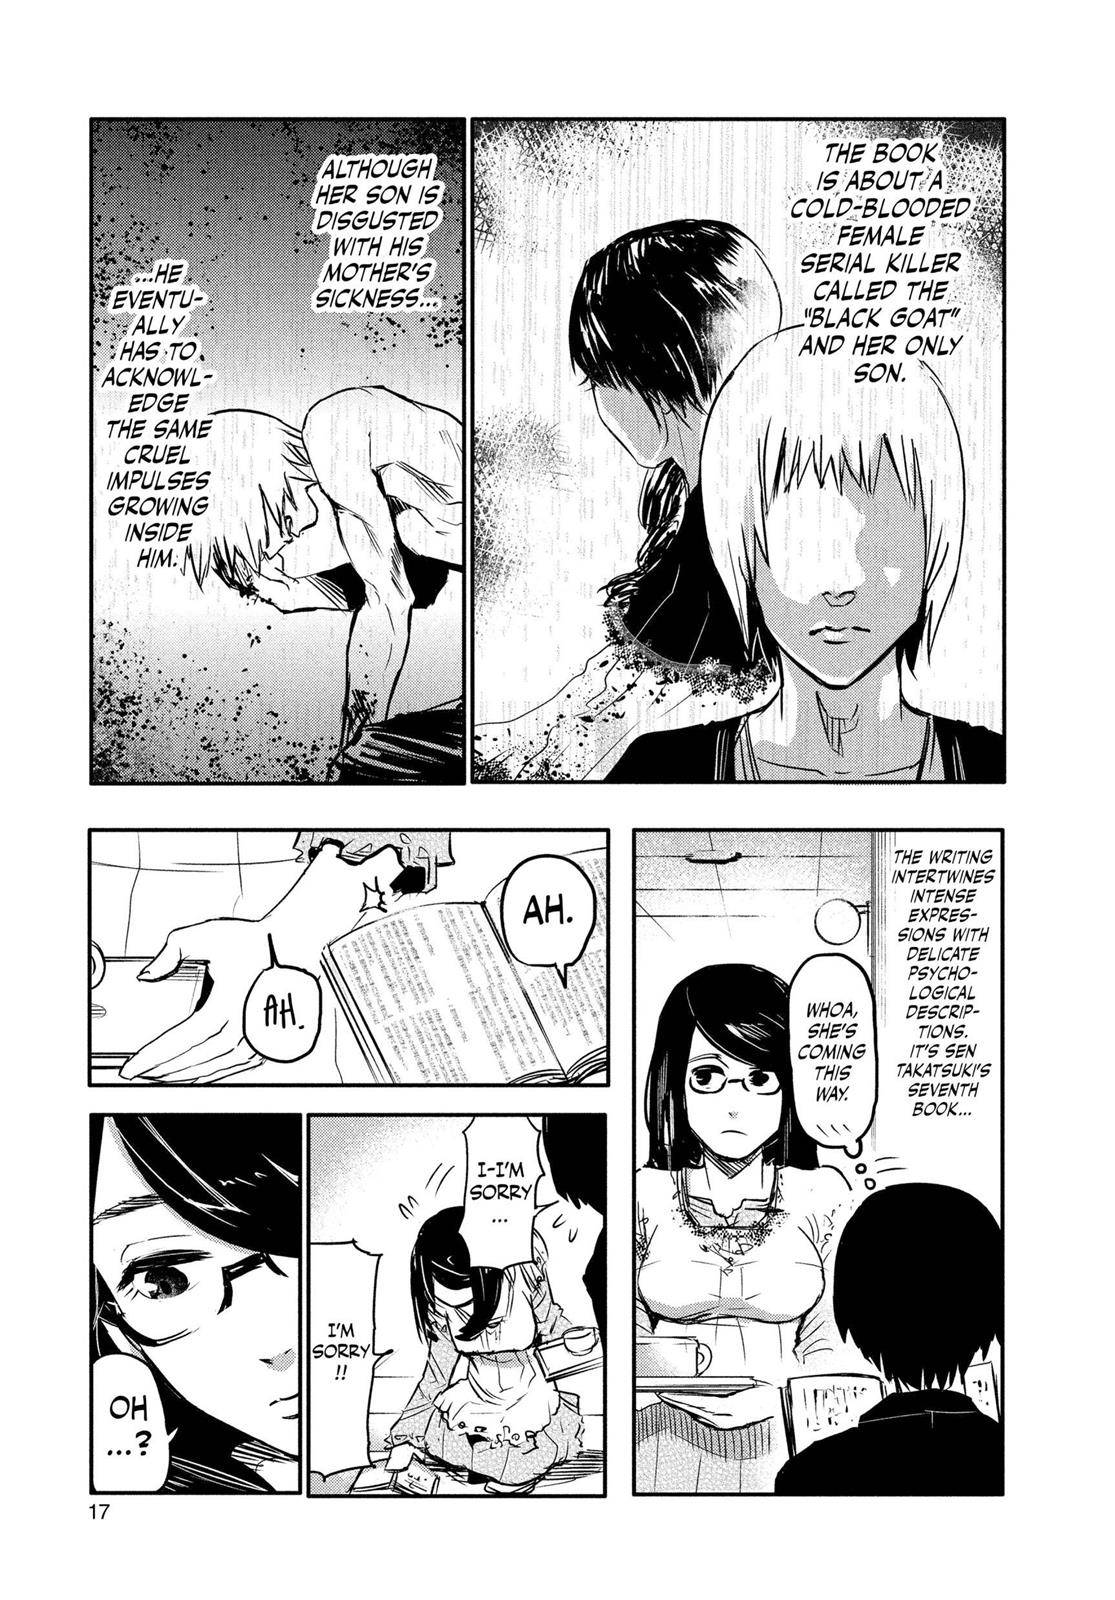 THE BOOK
IS ABOUT A
COLD-BLOODED
FEMALE
SERIAL KILLER
CALLED THE
"BLACK GOAT"
AND HER ONLY
SON.
ALTHOUGH
HER SON IS
DISGUSTED
WITH HIS
MOTHER'S
SICKNESS...
...HE
EVENTU-
ALLY
HAS TO
ACKNOWL-
EDGE
THE SAME
CRUEL
IMPULSES
GROWING
INSIDE
HIM.
THE WRITING
INTERTWINES
INTENSE
EXPRES-
SIONS WITH
DELICATE
PSYCHO-
LOGICAL
DESCRIP-
TIONS.
IT'S SEN
TAKATSUKI'S
SEVENTH
BOOK...
WHOA,
SHE'S
COMING
THIS
WAY.
AH.
AH.
I-I'M
SORRY
...
I'M
SORRY
!!
OH
...?
17